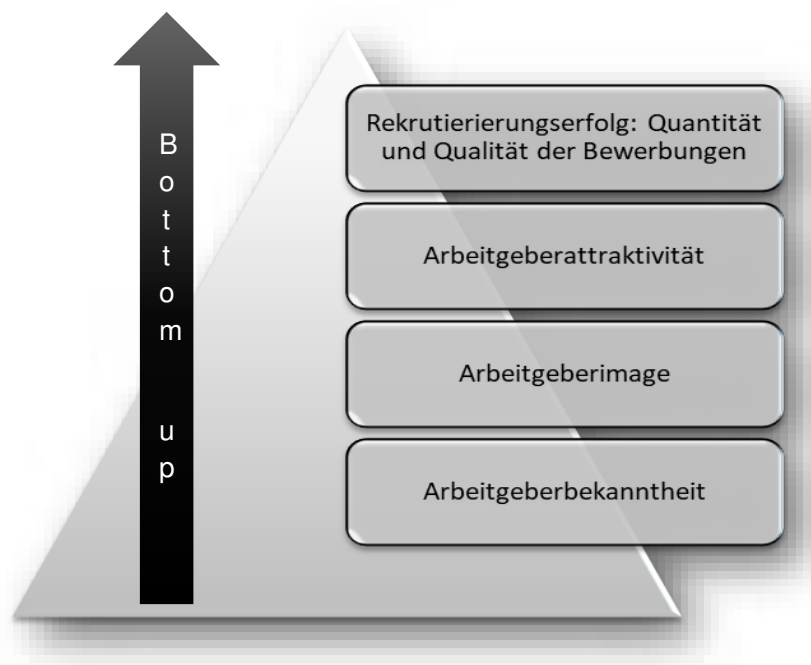 Bottom up
Rekrutierierungserfolg: Quantität
und Qualität der Bewerbungen
Arbeitgeberattraktivität
Arbeitgeberimage
Arbeitgeberbekanntheit